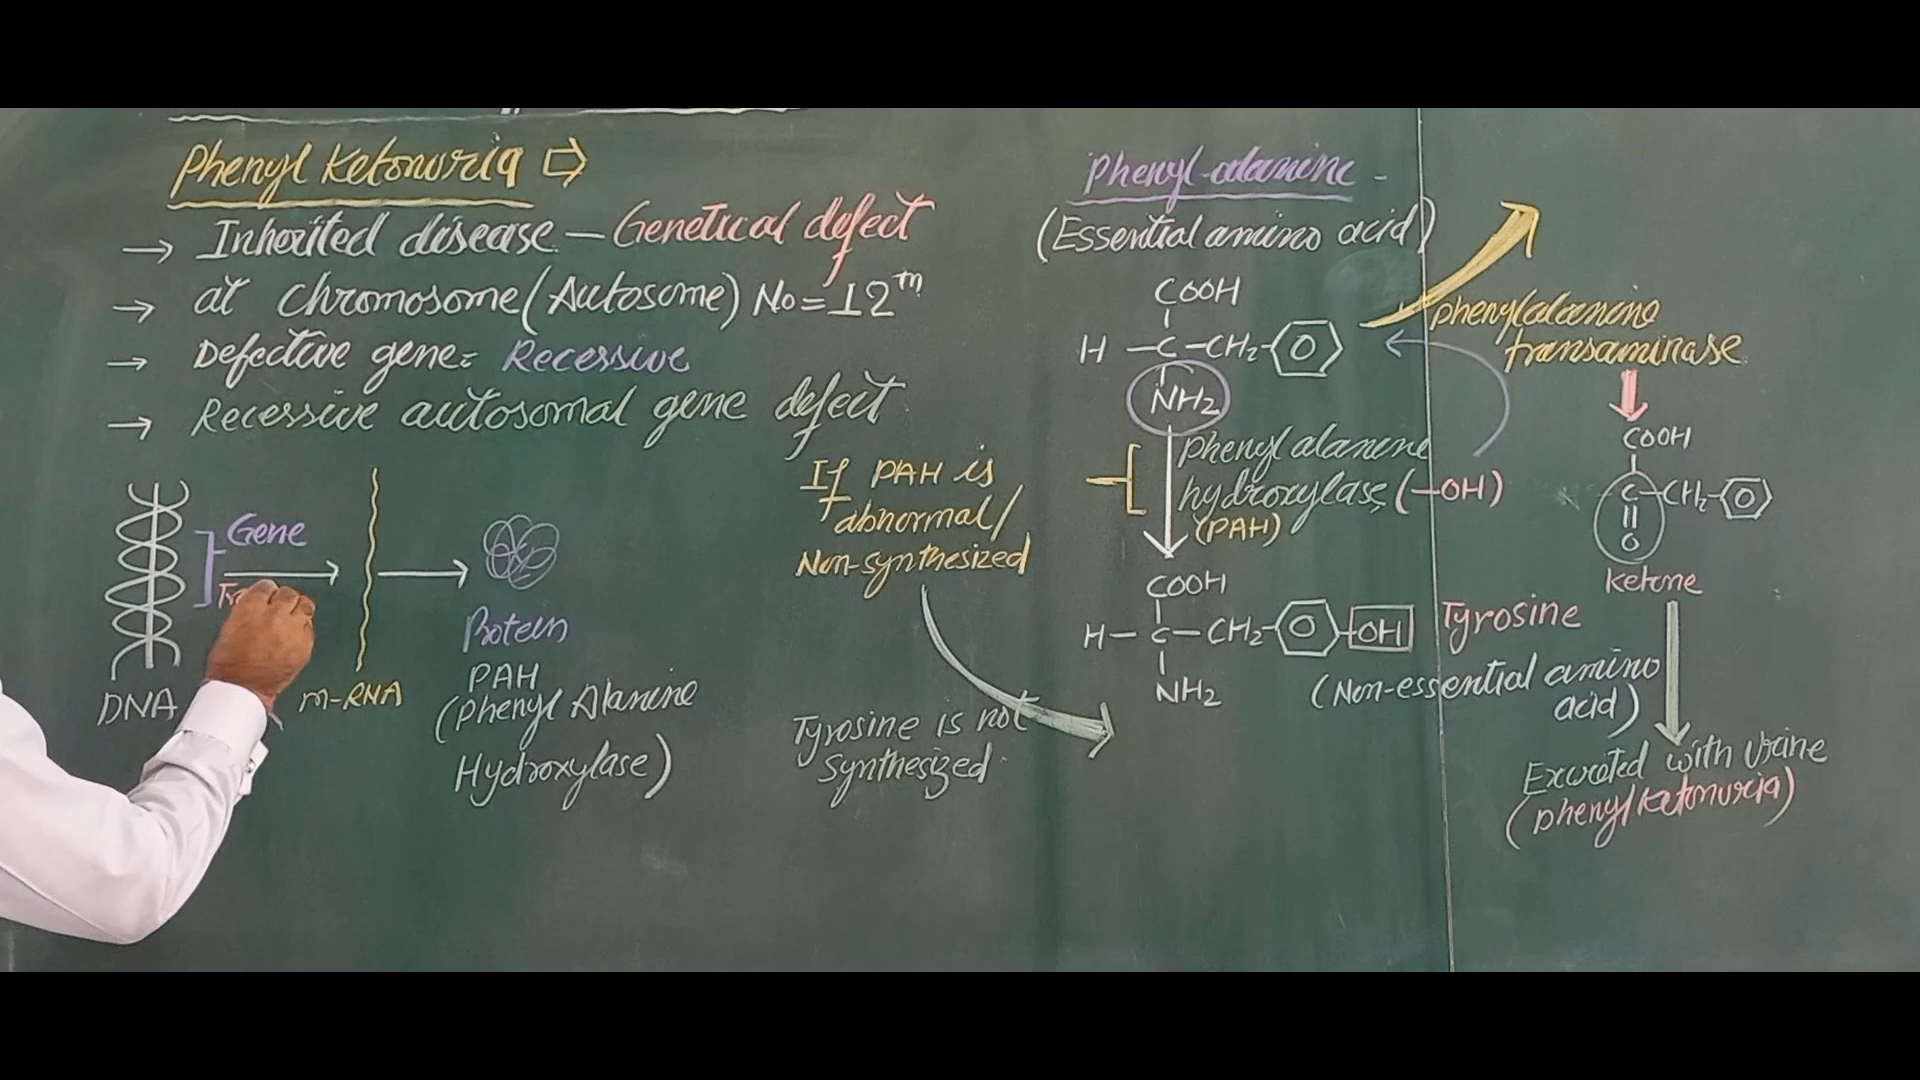 Phenyl Ketonuria ⇨
→ Inherited disease – Genetical defect
→ at chromosome (Autosome) No = 12th
→ Defective gene = Recessive
→ Recessive autosomal gene defect
Gene
DNA
m-RNA
Protein
PAH
(Phenyl Alanine
Hydroxylase)
If PAH is
abnormal/
Non-synthesized
Tyrosine is not
Synthesized
Phenyl-alanine -
(Essential amino acid)
COOH
H – C – CH2 –
NH2
Phenyl alanine
hydroxylase (–OH)
(PAH)
COOH
H – C – CH2 – – OH Tyrosine
NH2
(Non-essential amino
acid)
phenylalanine
transaminase
COOH
C – CH2 –
O
Ketone
Excreted with Urine
(phenylketonuria)